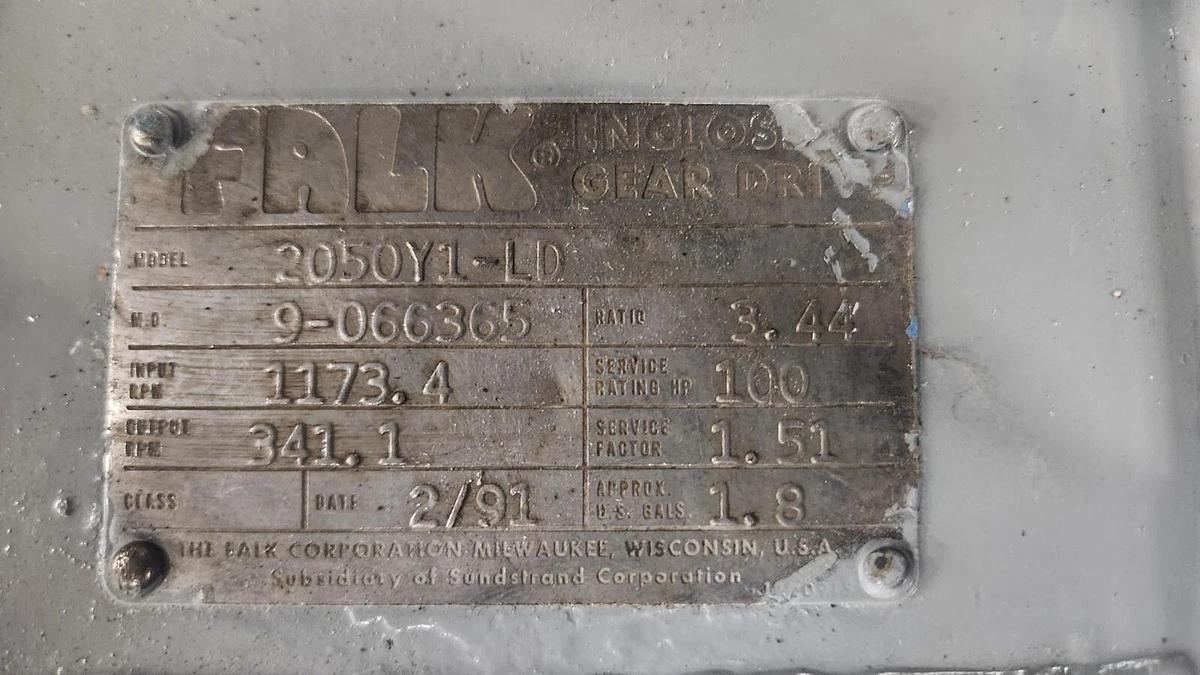 FALK® ENCLOSED
GEAR DRIVE
MODEL 2050Y1-LD
M.O. 9-066365 RATIO 3.44
INPUT RPM 1173.4 SERVICE RATING HP 100
OUTPUT RPM 341.1 SERVICE FACTOR 1.51
CLASS DATE 2/91 APPROX. U.S. GALS. 1.8
THE FALK CORPORATION, MILWAUKEE, WISCONSIN, U.S.A.
Subsidiary of Sundstrand Corporation